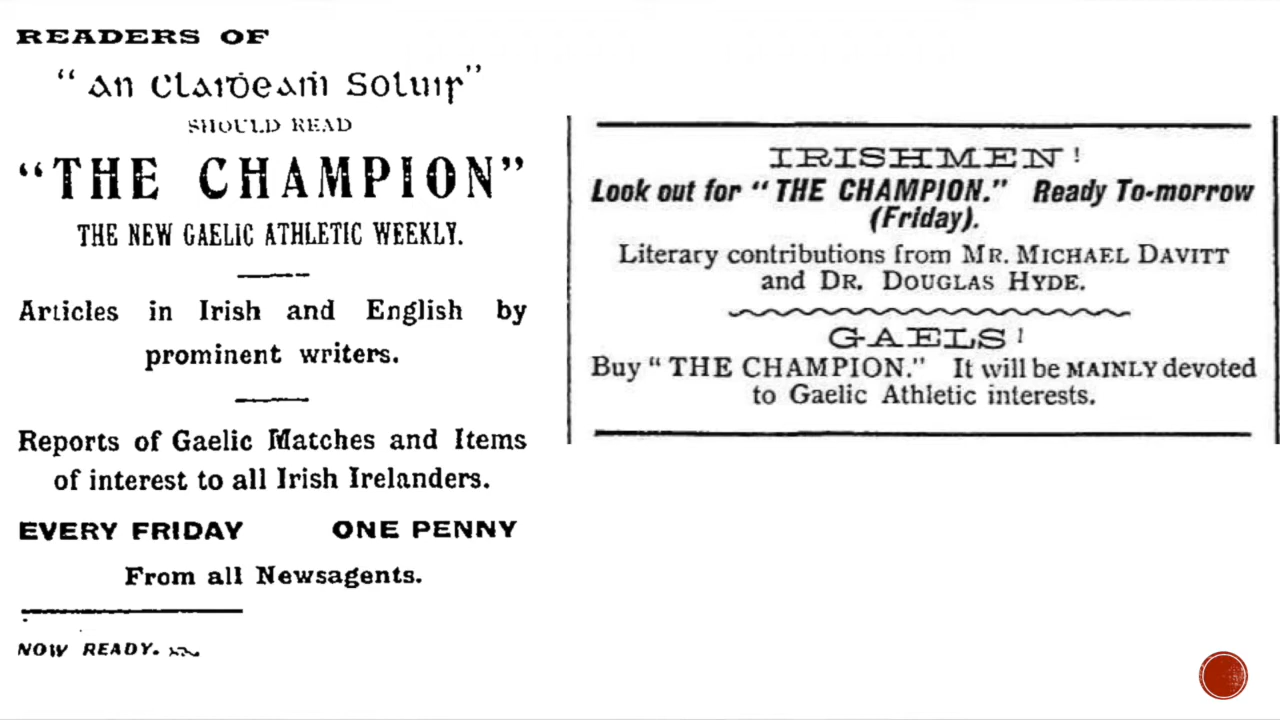 READERS OF
"An Claiḋeaṁ Soluis"
SHOULD READ
"THE CHAMPION"
THE NEW GAELIC ATHLETIC WEEKLY.
Articles in Irish and English by
prominent writers.
Reports of Gaelic Matches and Items
of interest to all Irish Irelanders.
EVERY FRIDAY ONE PENNY
From all Newsagents.
NOW READY.
IRISHMEN!
Look out for "THE CHAMPION." Ready To-morrow
(Friday).
Literary contributions from MR. MICHAEL DAVITT
and DR. DOUGLAS HYDE.
GAELS!
Buy "THE CHAMPION." It will be MAINLY devoted
to Gaelic Athletic interests.